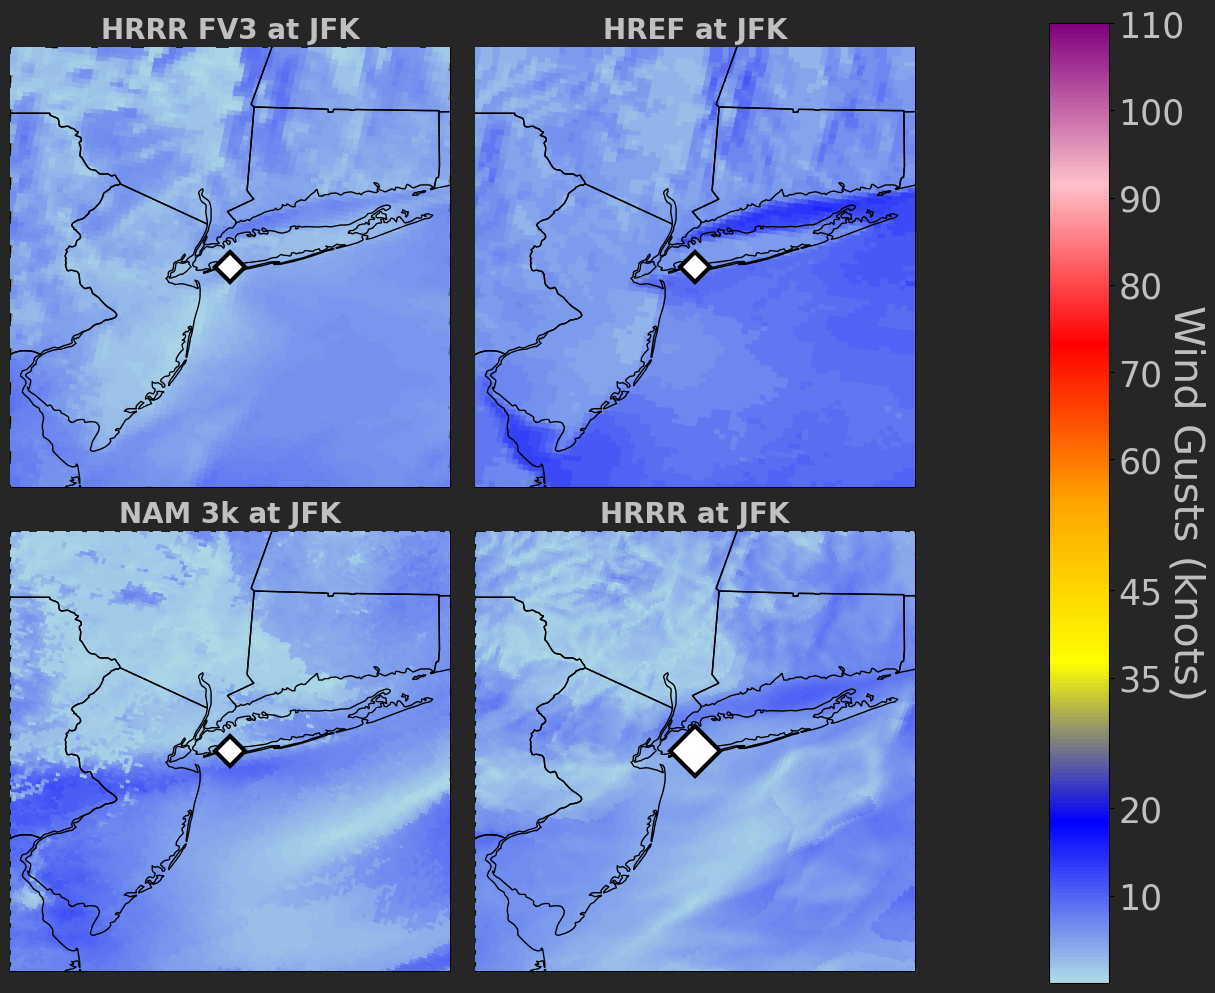 HRRR FV3 at JFK
HREF at JFK
NAM 3k at JFK
HRRR at JFK
110
100
90
80
70
60
45
35
20
10
Wind Gusts (knots)